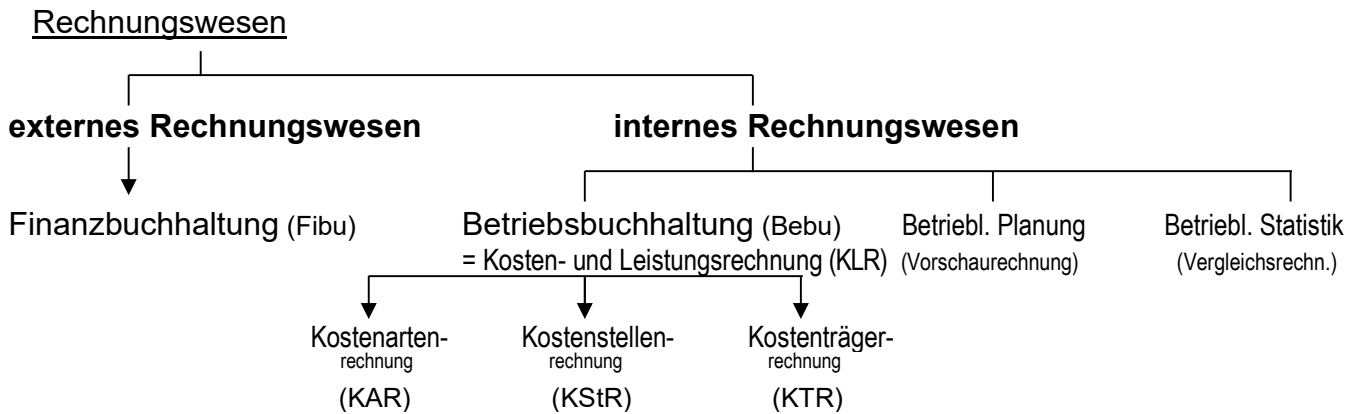 Rechnungswesen
externes Rechnungswesen internes Rechnungswesen
Finanzbuchhaltung (Fibu) Betriebsbuchhaltung (Bebu) Betriebl. Planung Betriebl. Statistik
= Kosten- und Leistungsrechnung (KLR) (Vorschaurechnung) (Vergleichsrechn.)
Kostenarten- Kostenstellen- Kostenträger-
rechnung rechnung rechnung
(KAR) (KStR) (KTR)